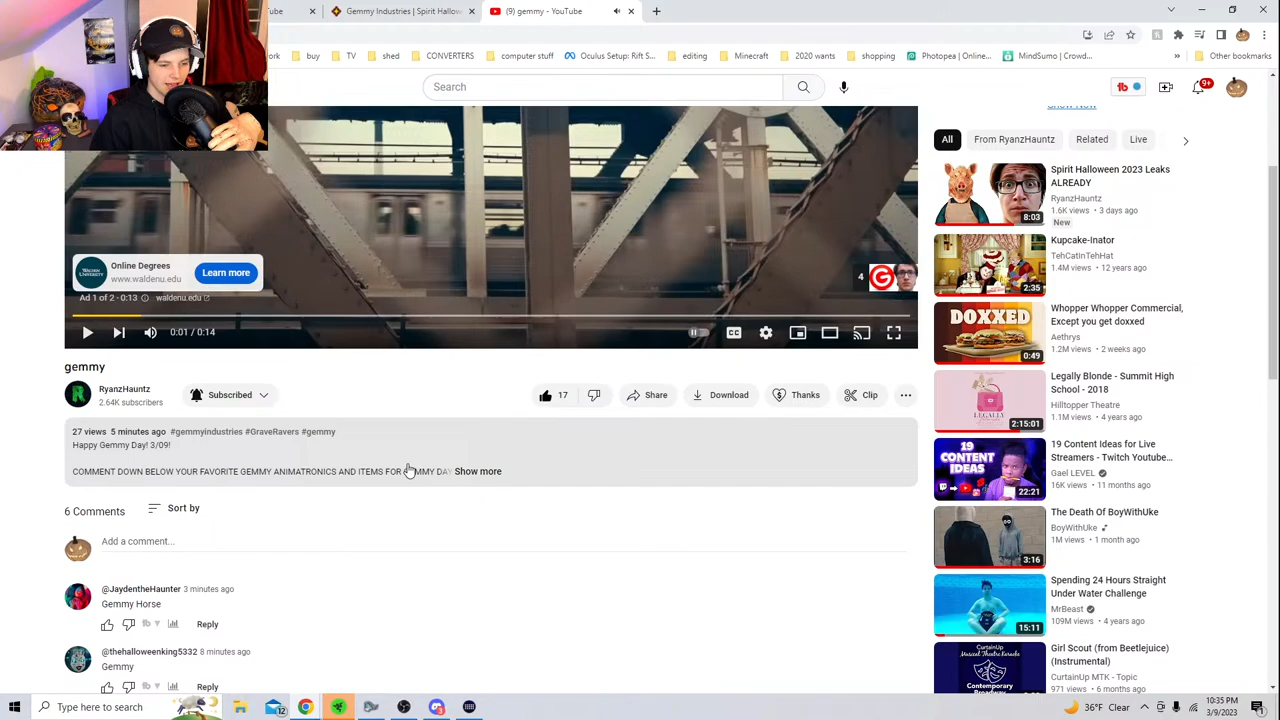 Gemmy Industries | Spirit Hallow
(9) gemmy - YouTube
buy
TV
shed
CONVERTERS
computer stuff
Oculus Setup: Rift S...
editing
Minecraft
2020 wants
shopping
Photopea | Online...
MindSumo | Crowd...
Other bookmarks
Search
9+
Show Now
All
From RyanzHauntz
Related
Live
Spirit Halloween 2023 Leaks
ALREADY
RyanzHauntz
1.6K views • 3 days ago
New
8:03
Kupcake-Inator
TehCatinTehHat
1.4M views • 12 years ago
2:35
Whopper Whopper Commercial,
Except you get doxxed
Aethrys
1.2M views • 2 weeks ago
DOXXED
0:49
Legally Blonde - Summit High
School - 2018
Hilltopper Theatre
1.1M views • 4 years ago
2:15:01
19 Content Ideas for Live
Streamers - Twitch Youtube...
Gael LEVEL
16K views • 11 months ago
19
CONTENT
IDEAS
22:21
The Death Of BoyWithUke
BoyWithUke
1M views • 1 month ago
3:16
Spending 24 Hours Straight
Under Water Challenge
MrBeast
109M views • 4 years ago
15:11
Girl Scout (from Beetlejuice)
(Instrumental)
CurtainUp MTK - Topic
971 views • 6 months ago
Online Degrees
www.waldenu.edu
Learn more
Ad 1 of 2 · 0:13
waldenu.edu
4
0:01 / 0:14
gemmy
RyanzHauntz
2.64K subscribers
Subscribed
17
Share
Download
Thanks
Clip
27 views 5 minutes ago #gemmyindustries #GraveRavers #gemmy
Happy Gemmy Day! 3/09!
COMMENT DOWN BELOW YOUR FAVORITE GEMMY ANIMATRONICS AND ITEMS FOR GEMMY DAY Show more
6 Comments
Sort by
Add a comment...
@JaydentheHaunter 3 minutes ago
Gemmy Horse
Reply
@thehalloweenking5332 8 minutes ago
Gemmy
Reply
Type here to search
12
36°F Clear
10:35 PM
3/9/2023